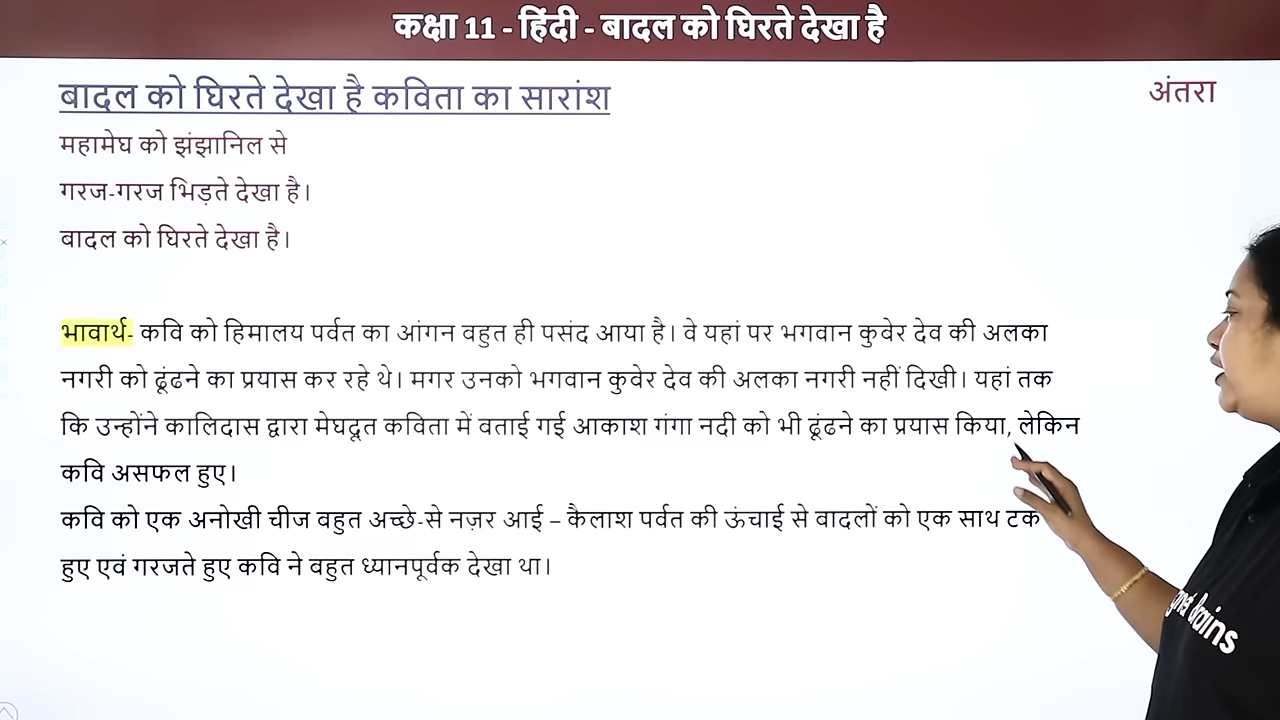 कक्षा 11 - हिंदी - बादल को घिरते देखा है
बादल को घिरते देखा है कविता का सारांश
अंतरा
महामेघ को झंझानिल से
गरज-गरज भिड़ते देखा है।
बादल को घिरते देखा है।
भावार्थ- कवि को हिमालय पर्वत का आंगन बहुत ही पसंद आया है। वे यहां पर भगवान कुबेर देव की अलका
नगरी को ढूंढने का प्रयास कर रहे थे। मगर उनको भगवान कुबेर देव की अलका नगरी नहीं दिखी। यहां तक
कि उन्होंने कालिदास द्वारा मेघदूत कविता में बताई गई आकाश गंगा नदी को भी ढूंढने का प्रयास किया, लेकिन
कवि असफल हुए।
कवि को एक अनोखी चीज बहुत अच्छे-से नज़र आई – कैलाश पर्वत की ऊंचाई से बादलों को एक साथ टक
हुए एवं गरजते हुए कवि ने बहुत ध्यानपूर्वक देखा था।
Brains